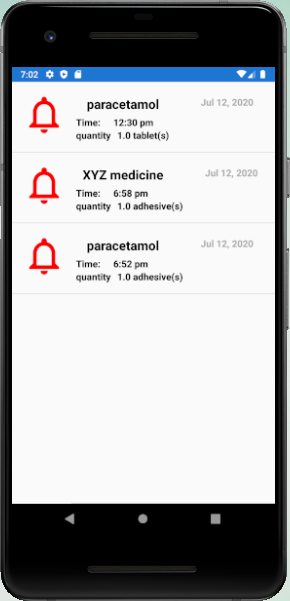 7:02
paracetamol Jul 12, 2020
Time: 12:30 pm
quantity 1.0 tablet(s)
XYZ medicine Jul 12, 2020
Time: 6:58 pm
quantity 1.0 adhesive(s)
paracetamol Jul 12, 2020
Time: 6:52 pm
quantity 1.0 adhesive(s)